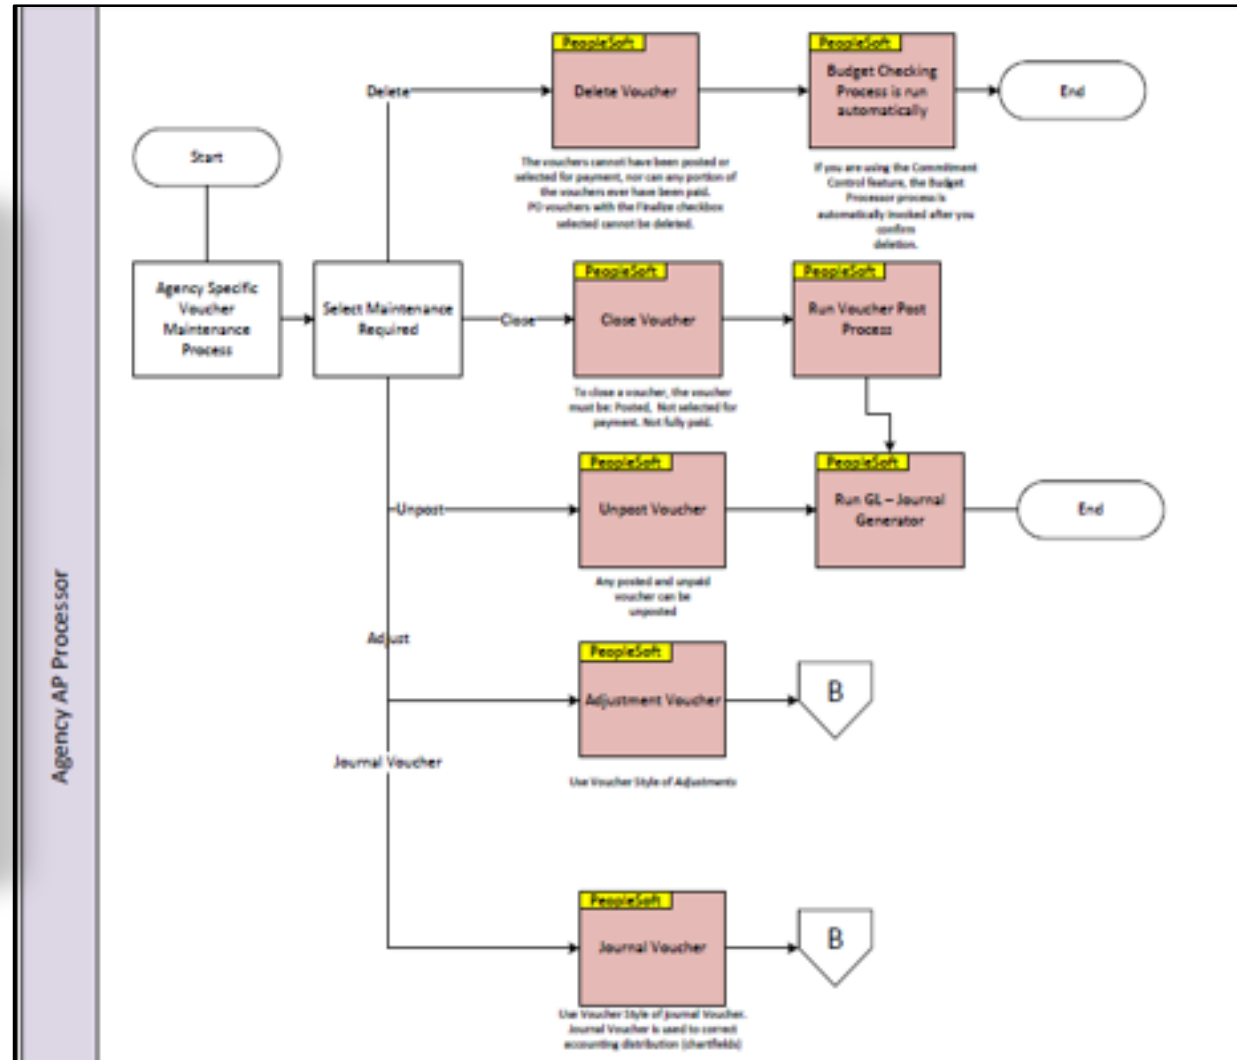 PeopleSoft
Delete Voucher
PeopleSoft
Budget Checking
Process is run
automatically
End
Delete
Start
The vouchers cannot have been posted or
selected for payment, nor can any portion of
the vouchers ever have been paid.
PO vouchers with the Finalize checkbox
selected cannot be deleted.
If you are using the Commitment
Control feature, the Budget
Processor process is
automatically invoked after you
confirm
deletion.
Agency Specific
Voucher
Maintenance
Process
Select Maintenance
Required
Close
PeopleSoft
Close Voucher
PeopleSoft
Run Voucher Post
Process
To close a voucher, the voucher
must be: Posted, Not selected for
payment. Not fully paid.
Unpost
PeopleSoft
Unpost Voucher
PeopleSoft
Run GL – Journal
Generator
End
Any posted and unpaid
voucher can be
unposted
Adjust
PeopleSoft
Adjustment Voucher
B
Use Voucher Style of Adjustments
Journal Voucher
PeopleSoft
Journal Voucher
B
Use Voucher Style of Journal Voucher.
Journal Voucher is used to correct
accounting distribution (chartfields)
Agency AP Processor